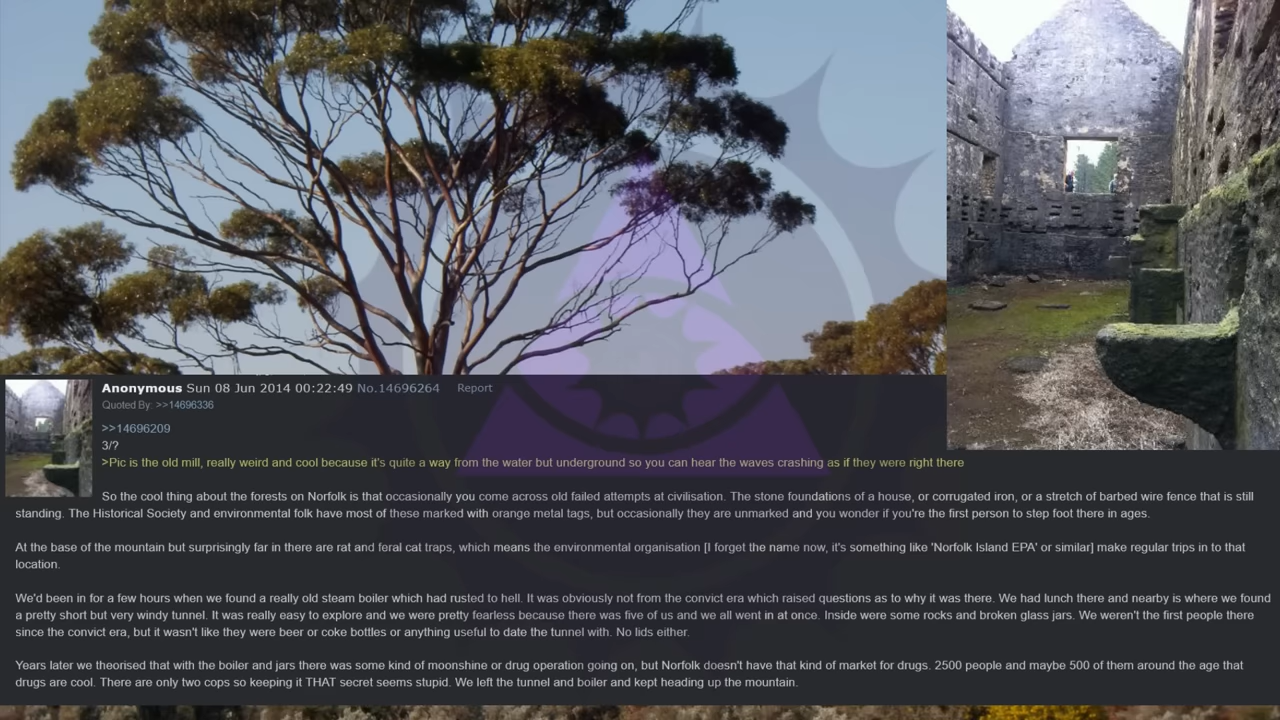 Anonymous Sun 08 Jun 2014 00:22:49 No.14696264 Report
Quoted By: >>14696336
>>14696209
3/?
>Pic is the old mill, really weird and cool because it's quite a way from the water but underground so you can hear the waves crashing as if they were right there
So the cool thing about the forests on Norfolk is that occasionally you come across old failed attempts at civilisation. The stone foundations of a house, or corrugated iron, or a stretch of barbed wire fence that is still
standing. The Historical Society and environmental folk have most of these marked with orange metal tags, but occasionally they are unmarked and you wonder if you're the first person to step foot there in ages.
At the base of the mountain but surprisingly far in there are rat and feral cat traps, which means the environmental organisation [I forget the name now, it's something like 'Norfolk Island EPA' or similar] make regular trips in to that
location.
We'd been in for a few hours when we found a really old steam boiler which had rusted to hell. It was obviously not from the convict era which raised questions as to why it was there. We had lunch there and nearby is where we found
a pretty short but very windy tunnel. It was really easy to explore and we were pretty fearless because there was five of us and we all went in at once. Inside were some rocks and broken glass jars. We weren't the first people there
since the convict era, but it wasn't like they were beer or coke bottles or anything useful to date the tunnel with. No lids either.
Years later we theorised that with the boiler and jars there was some kind of moonshine or drug operation going on, but Norfolk doesn't have that kind of market for drugs. 2500 people and maybe 500 of them around the age that
drugs are cool. There are only two cops so keeping it THAT secret seems stupid. We left the tunnel and boiler and kept heading up the mountain.